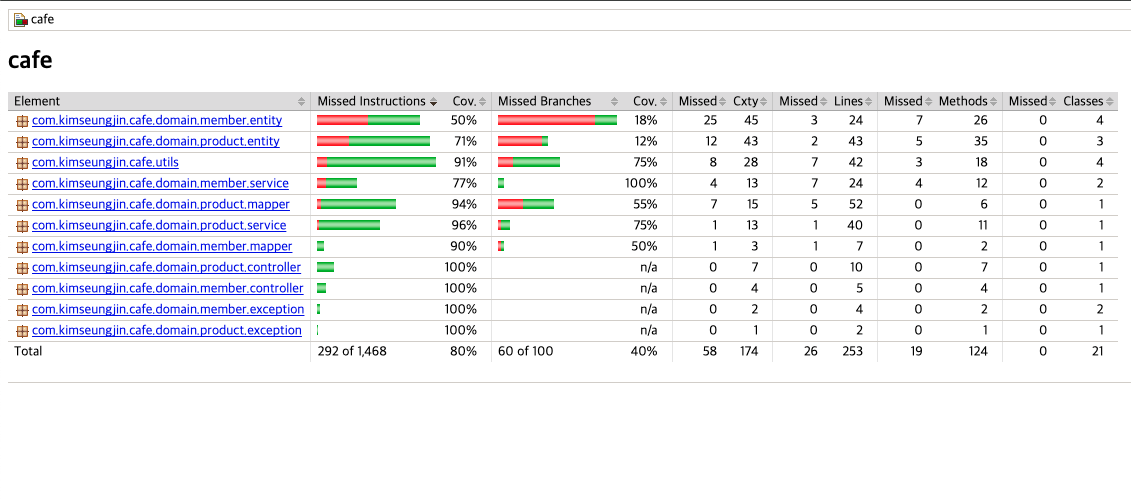 cafe
cafe
Element Missed Instructions Cov. Missed Branches Cov. Missed Cxty Missed Lines Missed Methods Missed Classes
com.kimseungjin.cafe.domain.member.entity 50% 18% 25 45 3 24 7 26 0 4
com.kimseungjin.cafe.domain.product.entity 71% 12% 12 43 2 43 5 35 0 3
com.kimseungjin.cafe.utils 91% 75% 8 28 7 42 3 18 0 4
com.kimseungjin.cafe.domain.member.service 77% 100% 4 13 7 24 4 12 0 2
com.kimseungjin.cafe.domain.product.mapper 94% 55% 7 15 5 52 0 6 0 1
com.kimseungjin.cafe.domain.product.service 96% 75% 1 13 1 40 0 11 0 1
com.kimseungjin.cafe.domain.member.mapper 90% 50% 1 3 1 7 0 2 0 1
com.kimseungjin.cafe.domain.product.controller 100% n/a 0 7 0 10 0 7 0 1
com.kimseungjin.cafe.domain.member.controller 100% n/a 0 4 0 5 0 4 0 1
com.kimseungjin.cafe.domain.member.exception 100% n/a 0 2 0 4 0 2 0 2
com.kimseungjin.cafe.domain.product.exception 100% n/a 0 1 0 2 0 1 0 1
Total 292 of 1,468 80% 60 of 100 40% 58 174 26 253 19 124 0 21